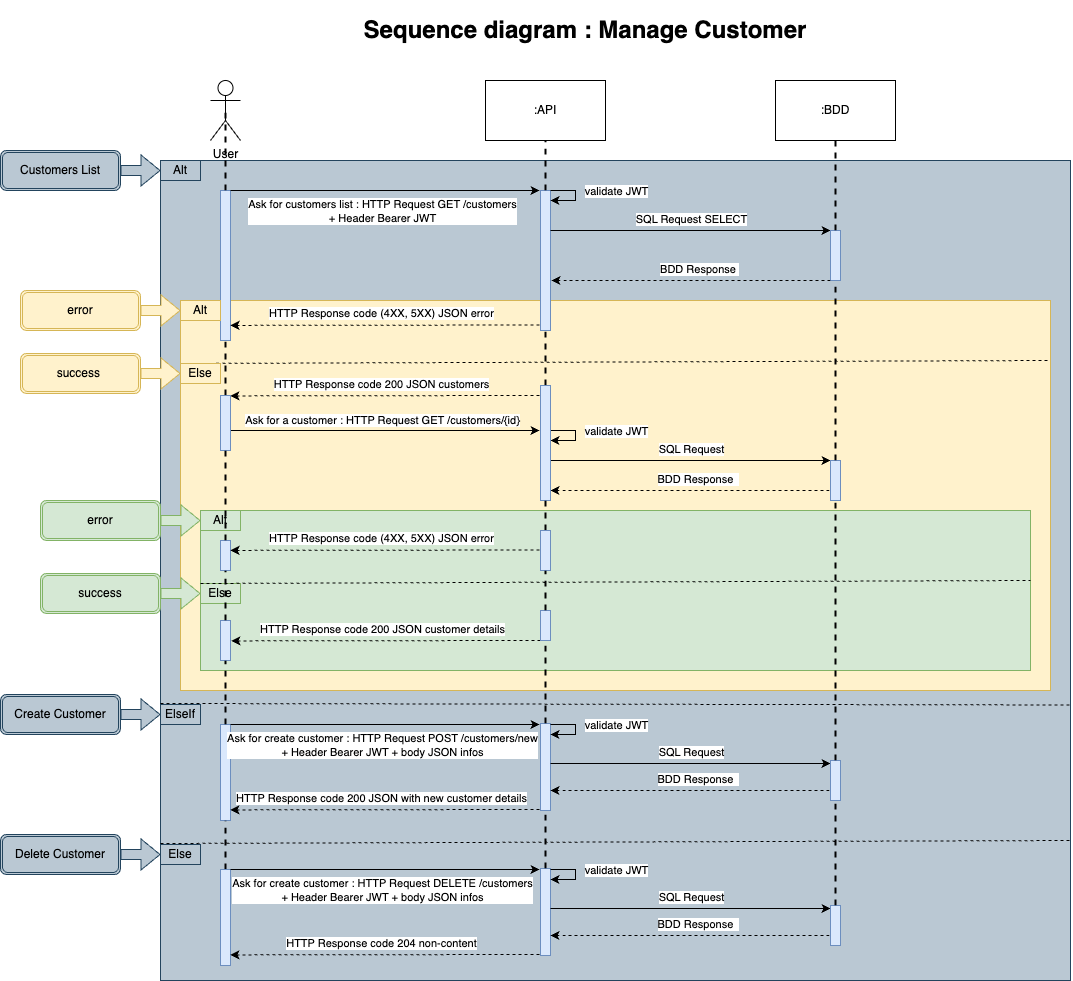 Sequence diagram : Manage Customer
:API
:BDD
User
Customers List
Alt
validate JWT
Ask for customers list : HTTP Request GET /customers
+ Header Bearer JWT
SQL Request SELECT
BDD Response
error
Alt
HTTP Response code (4XX, 5XX) JSON error
success
Else
HTTP Response code 200 JSON customers
Ask for a customer : HTTP Request GET /customers/{id}
validate JWT
SQL Request
BDD Response
error
Alt
HTTP Response code (4XX, 5XX) JSON error
success
Else
HTTP Response code 200 JSON customer details
Create Customer
ElseIf
validate JWT
Ask for create customer : HTTP Request POST /customers/new
+ Header Bearer JWT + body JSON infos
SQL Request
BDD Response
HTTP Response code 200 JSON with new customer details
Delete Customer
Else
validate JWT
Ask for create customer : HTTP Request DELETE /customers
+ Header Bearer JWT + body JSON infos
SQL Request
BDD Response
HTTP Response code 204 non-content